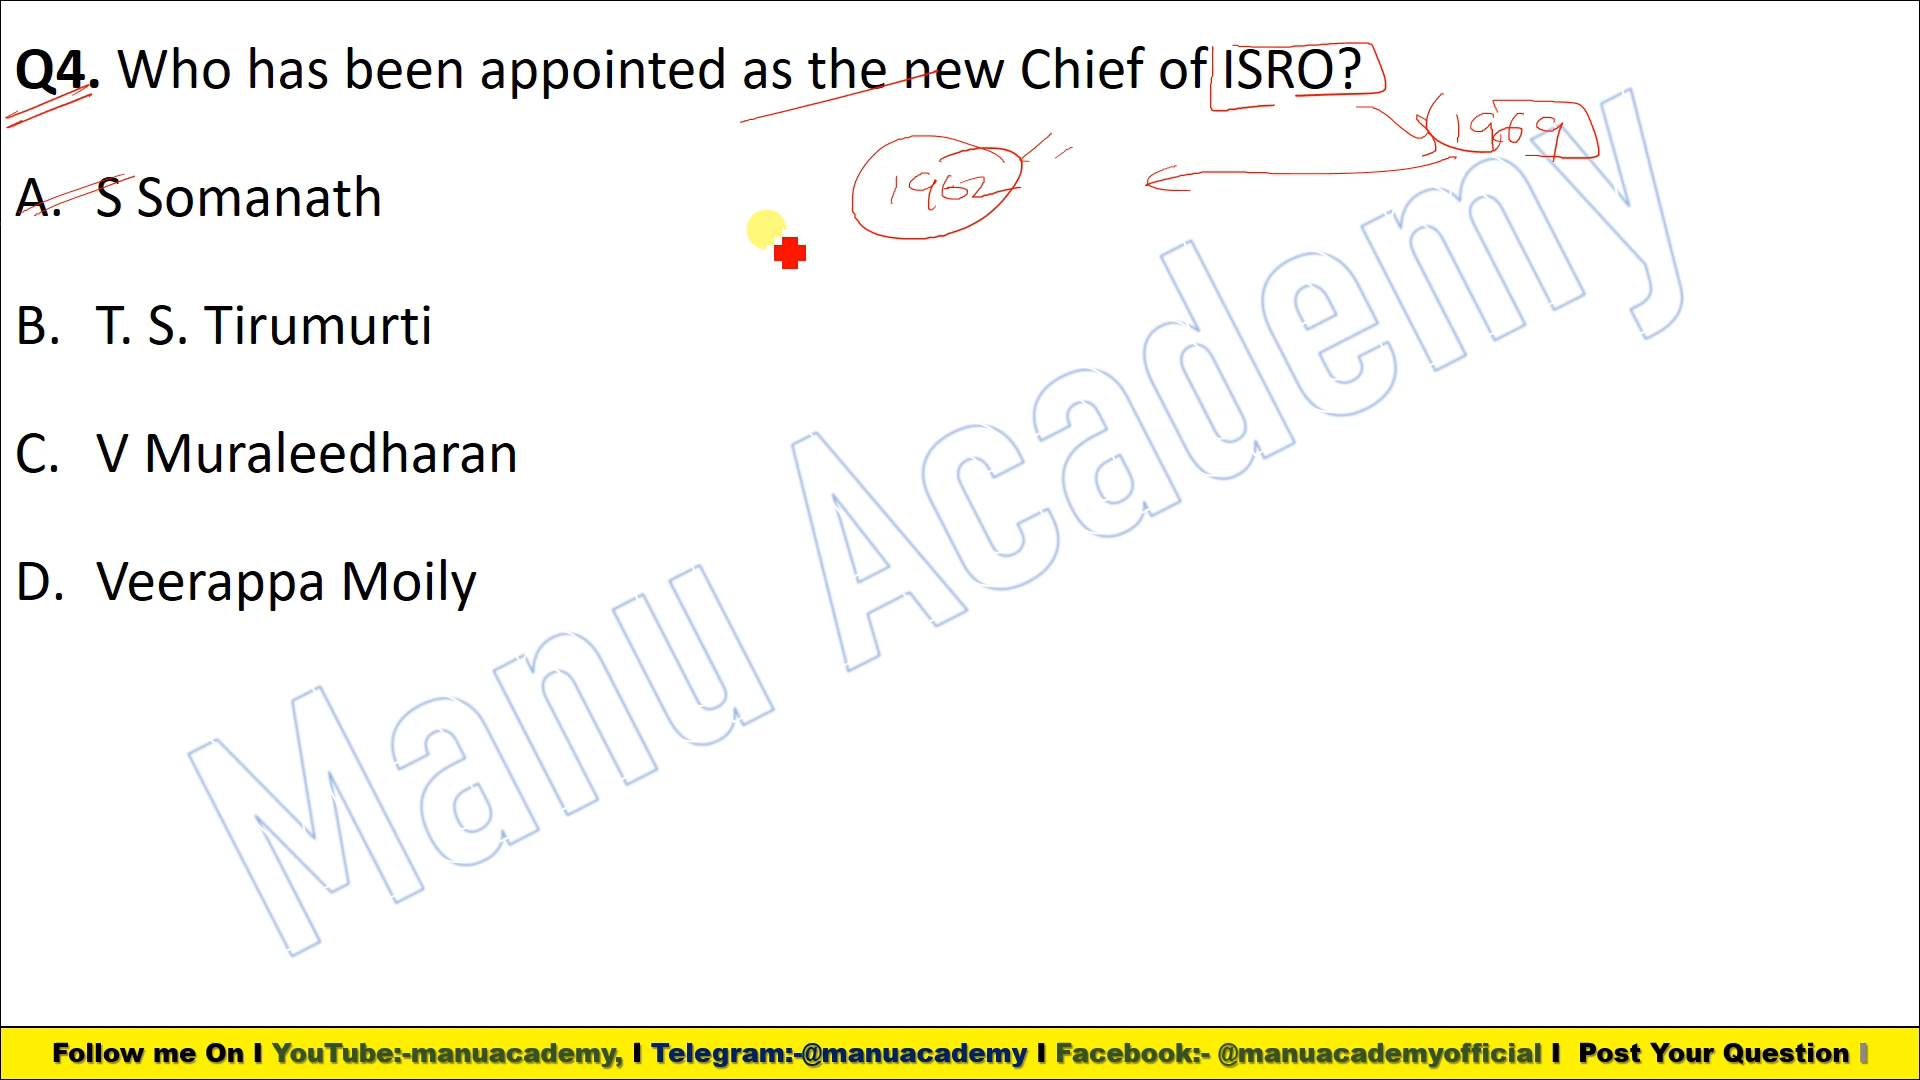 Q4. Who has been appointed as the new Chief of ISRO?
1969
1962
A. S Somanath
B. T. S. Tirumurti
C. V Muraleedharan
D. Veerappa Moily
Manu Academy
Follow me On I YouTube:-manuacademy, I Telegram:-@manuacademy I Facebook:- @manuacademyofficial I Post Your Question I